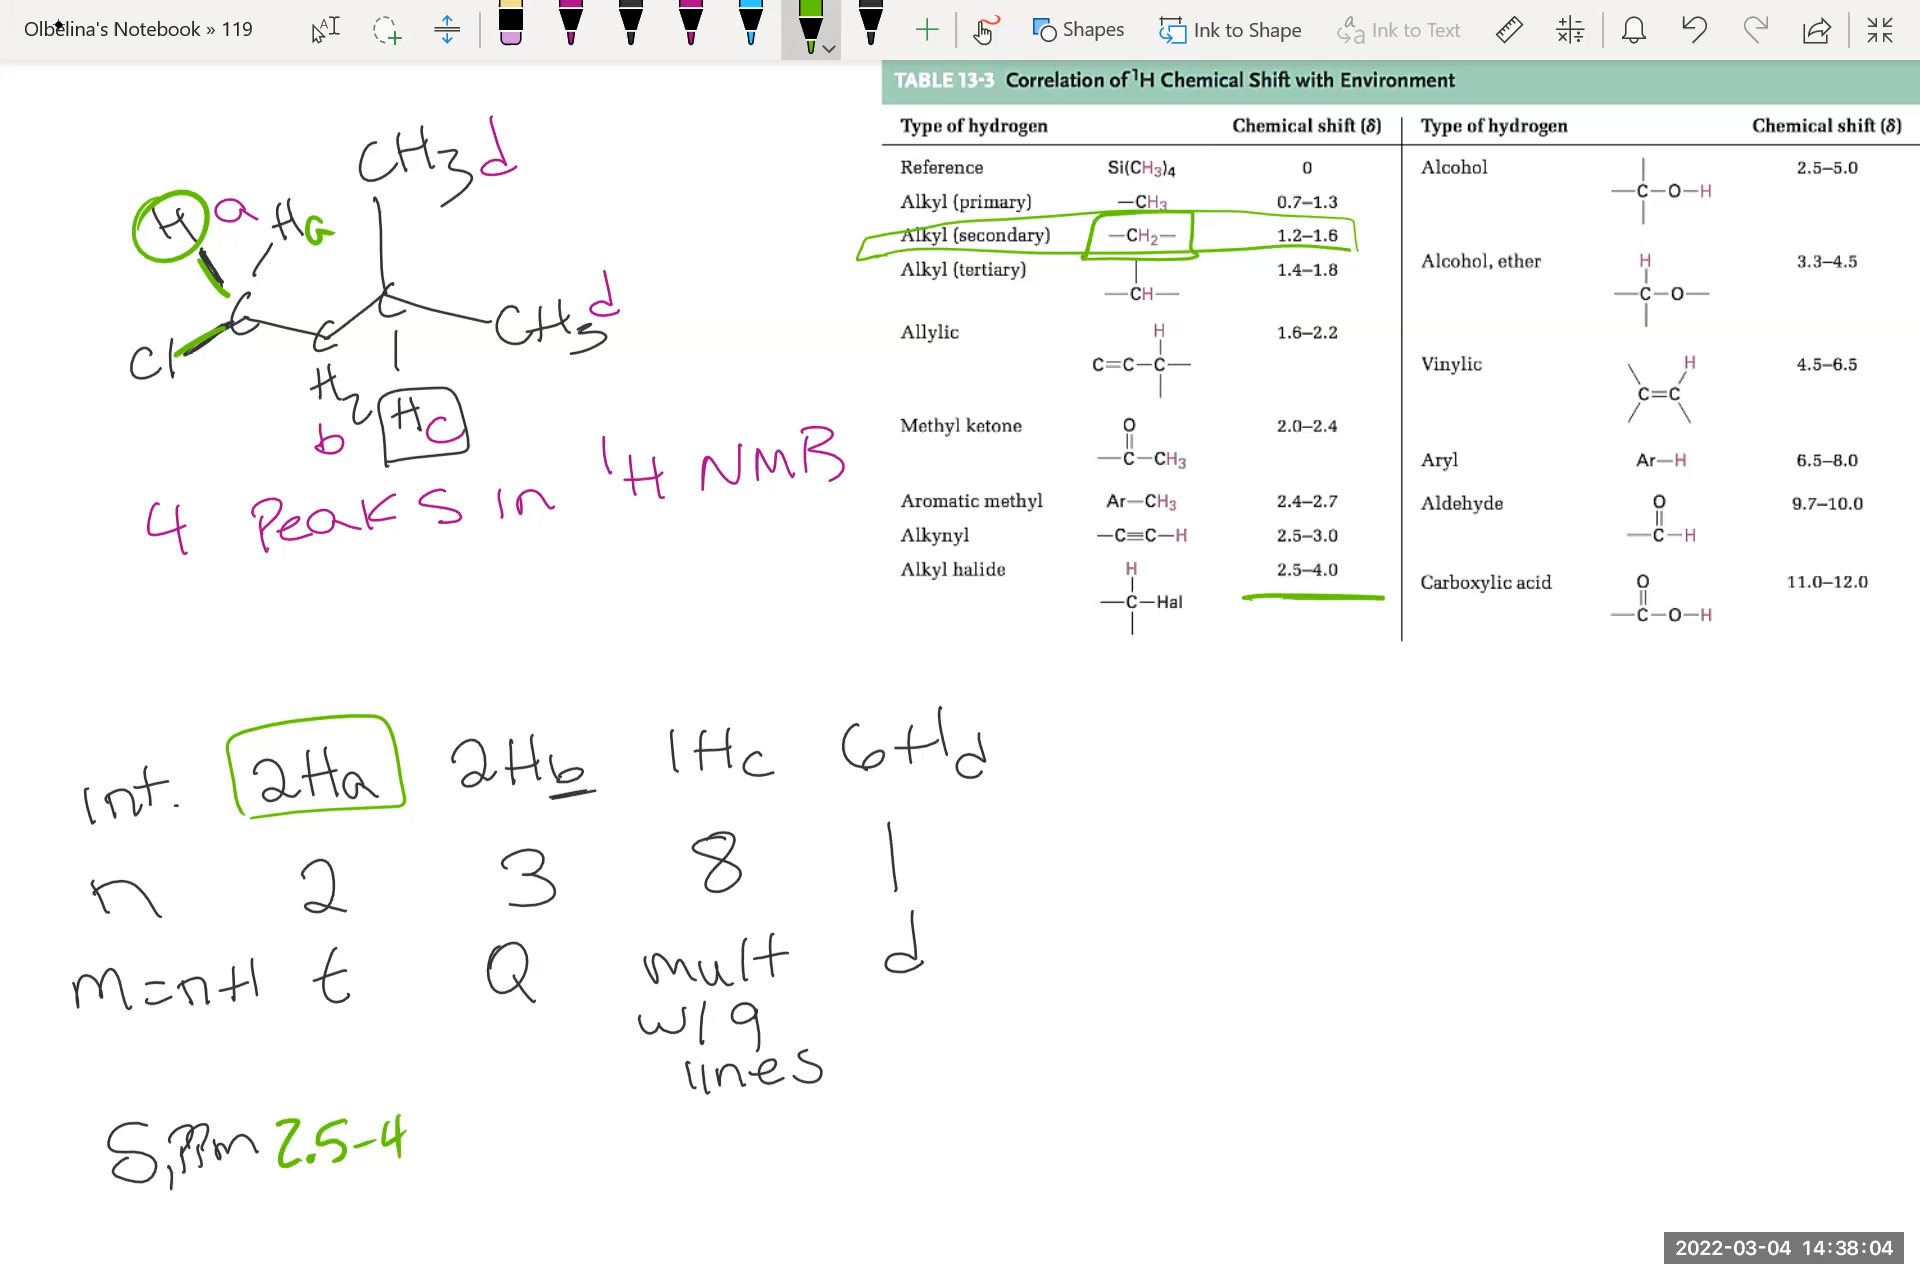 Olbelina's Notebook » 119
Shapes
Ink to Shape
Ink to Text
CH3 d
H a HG
C
Cl
C
C
CH3 d
H2
b
Hc
4 Peaks in 1H NMR
TABLE 13-3 Correlation of ¹H Chemical Shift with Environment
Type of hydrogen Chemical shift (δ) Type of hydrogen Chemical shift (δ)
Reference Si(CH₃)₄ 0
Alkyl (primary) —CH₃ 0.7–1.3
Alkyl (secondary) —CH₂— 1.2–1.6
Alkyl (tertiary) —CH— 1.4–1.8
Allylic H C=C—C— 1.6–2.2
Methyl ketone O —C—CH₃ 2.0–2.4
Aromatic methyl Ar—CH₃ 2.4–2.7
Alkynyl —C≡C—H 2.5–3.0
Alkyl halide H —C—Hal 2.5–4.0
Alcohol —C—O—H 2.5–5.0
Alcohol, ether H —C—O— 3.3–4.5
Vinylic H C=C 4.5–6.5
Aryl Ar—H 6.5–8.0
Aldehyde O —C—H 9.7–10.0
Carboxylic acid O —C—O—H 11.0–12.0
Int. 2Ha 2Hb 1Hc 6Hd
n 2 3 8 1
m=n+1 t Q mult d
w/ 9
lines
δ, ppm 2.5-4
2022-03-04 14:38:04